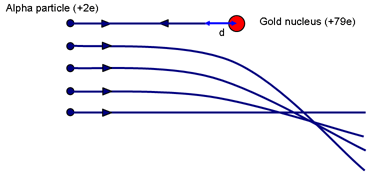 Alpha particle (+2e)
Gold nucleus (+79e)
d